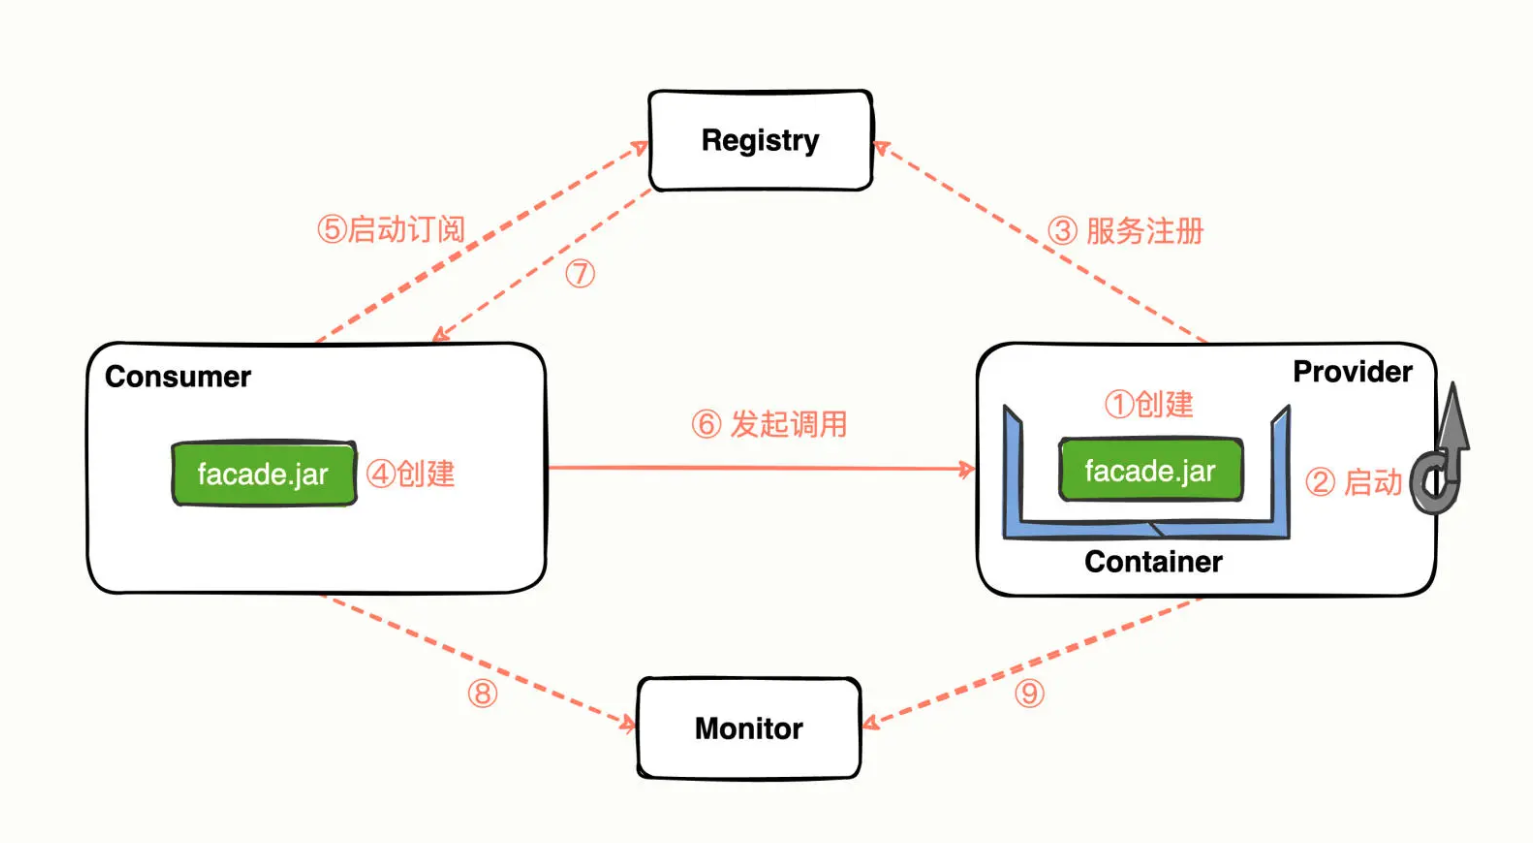 Registry
⑤启动订阅
③ 服务注册
⑦
Consumer
Provider
①创建
⑥ 发起调用
facade.jar
④创建
facade.jar
② 启动
Container
⑧
⑨
Monitor